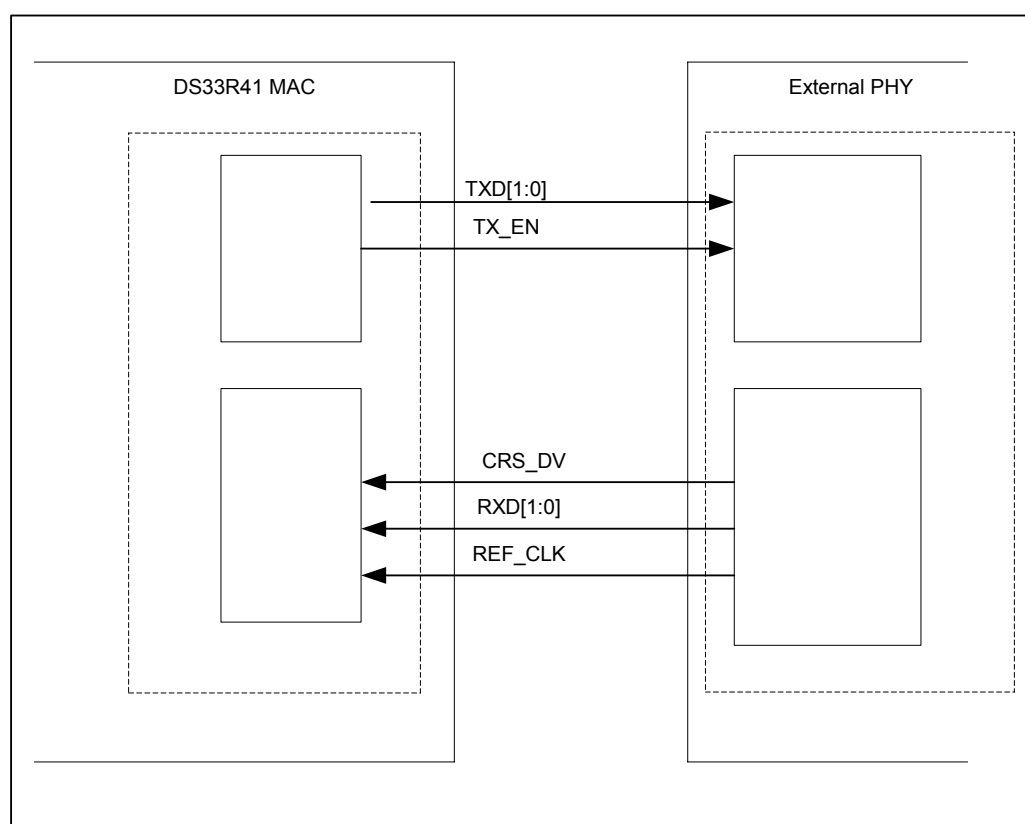 DS33R41 MAC
External PHY
TXD[1:0]
TX_EN
CRS_DV
RXD[1:0]
REF_CLK